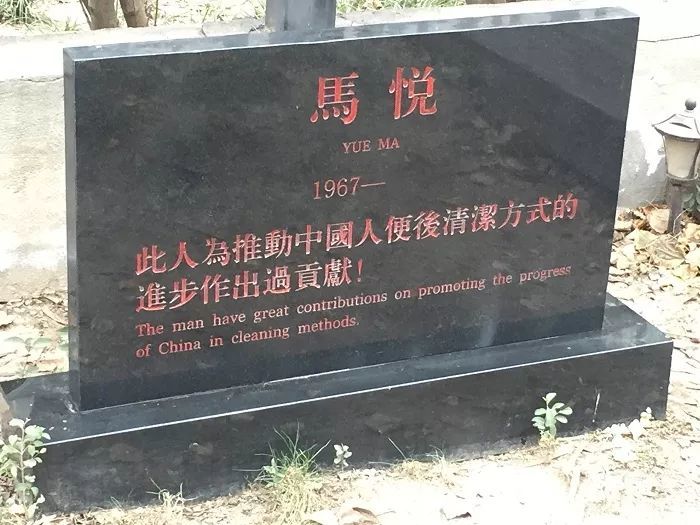 馬悅
YUE MA
1967—
此人為推動中國人便後清潔方式的
進步作出過貢獻!
The man have great contributions on promoting the progress
of China in cleaning methods.